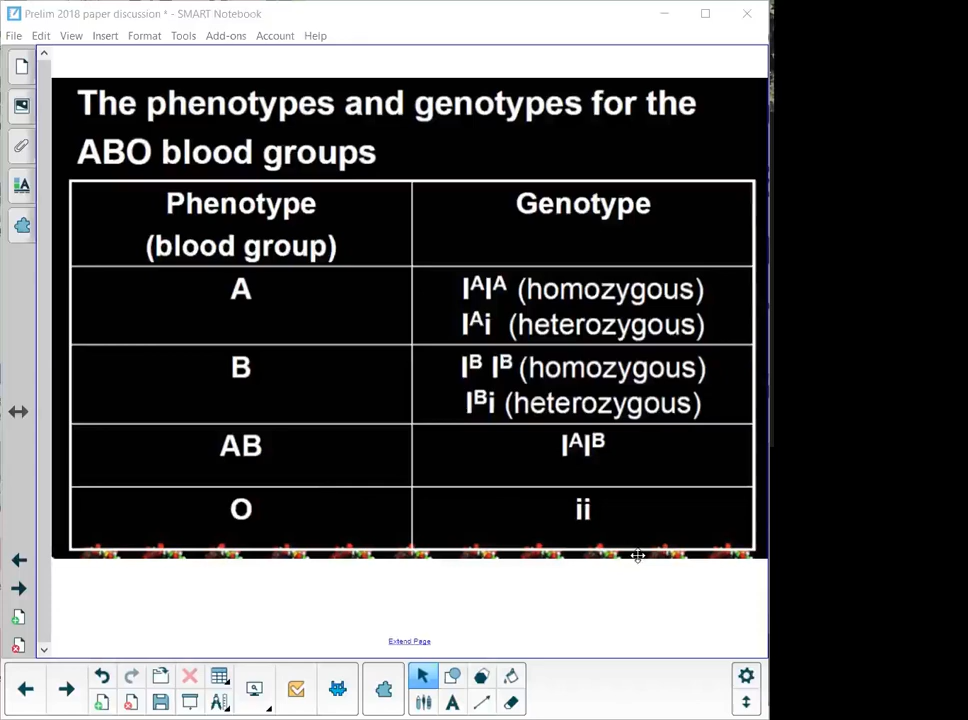 Prelim 2018 paper discussion * - SMART Notebook
File Edit View Insert Format Tools Add-ons Account Help
The phenotypes and genotypes for the
ABO blood groups
Phenotype
(blood group)
Genotype
A
IᴬIᴬ (homozygous)
Iᴬi (heterozygous)
B
Iᴮ Iᴮ (homozygous)
Iᴮi (heterozygous)
AB
IᴬIᴮ
O
ii
Extend Page